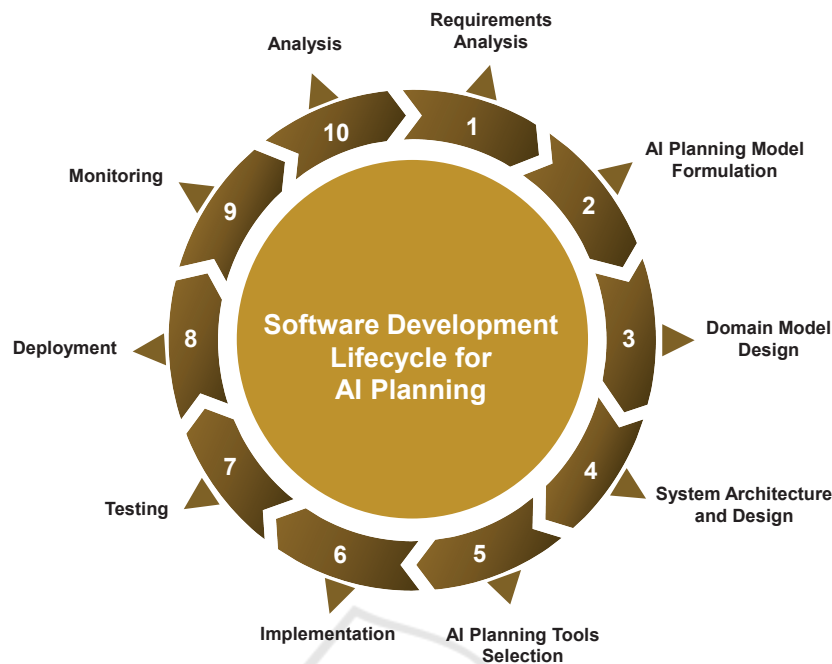 Requirements
Analysis
1
AI Planning Model
Formulation
2
Domain Model
Design
3
System Architecture
and Design
4
AI Planning Tools
Selection
5
Implementation
6
Testing
7
Deployment
8
Monitoring
9
Analysis
10
Software Development
Lifecycle for
AI Planning